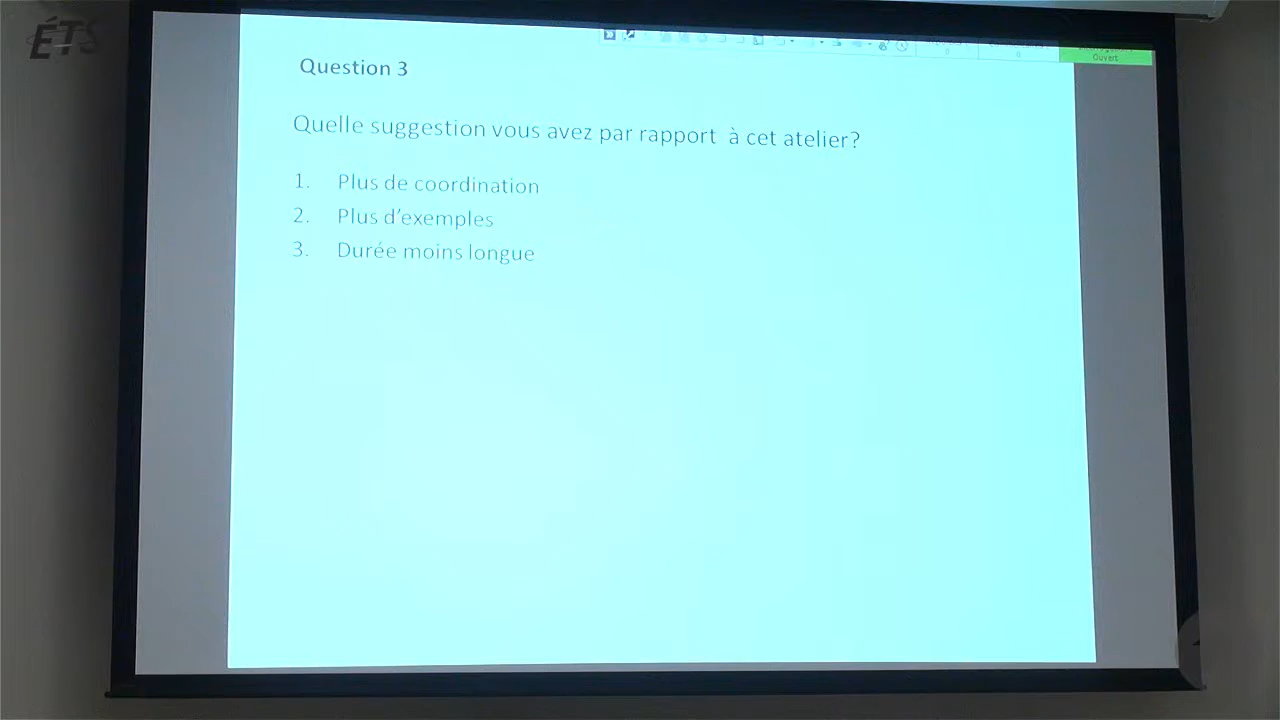 ÉTS
Ouvert
Question 3
Quelle suggestion vous avez par rapport à cet atelier?
1. Plus de coordination
2. Plus d’exemples
3. Durée moins longue